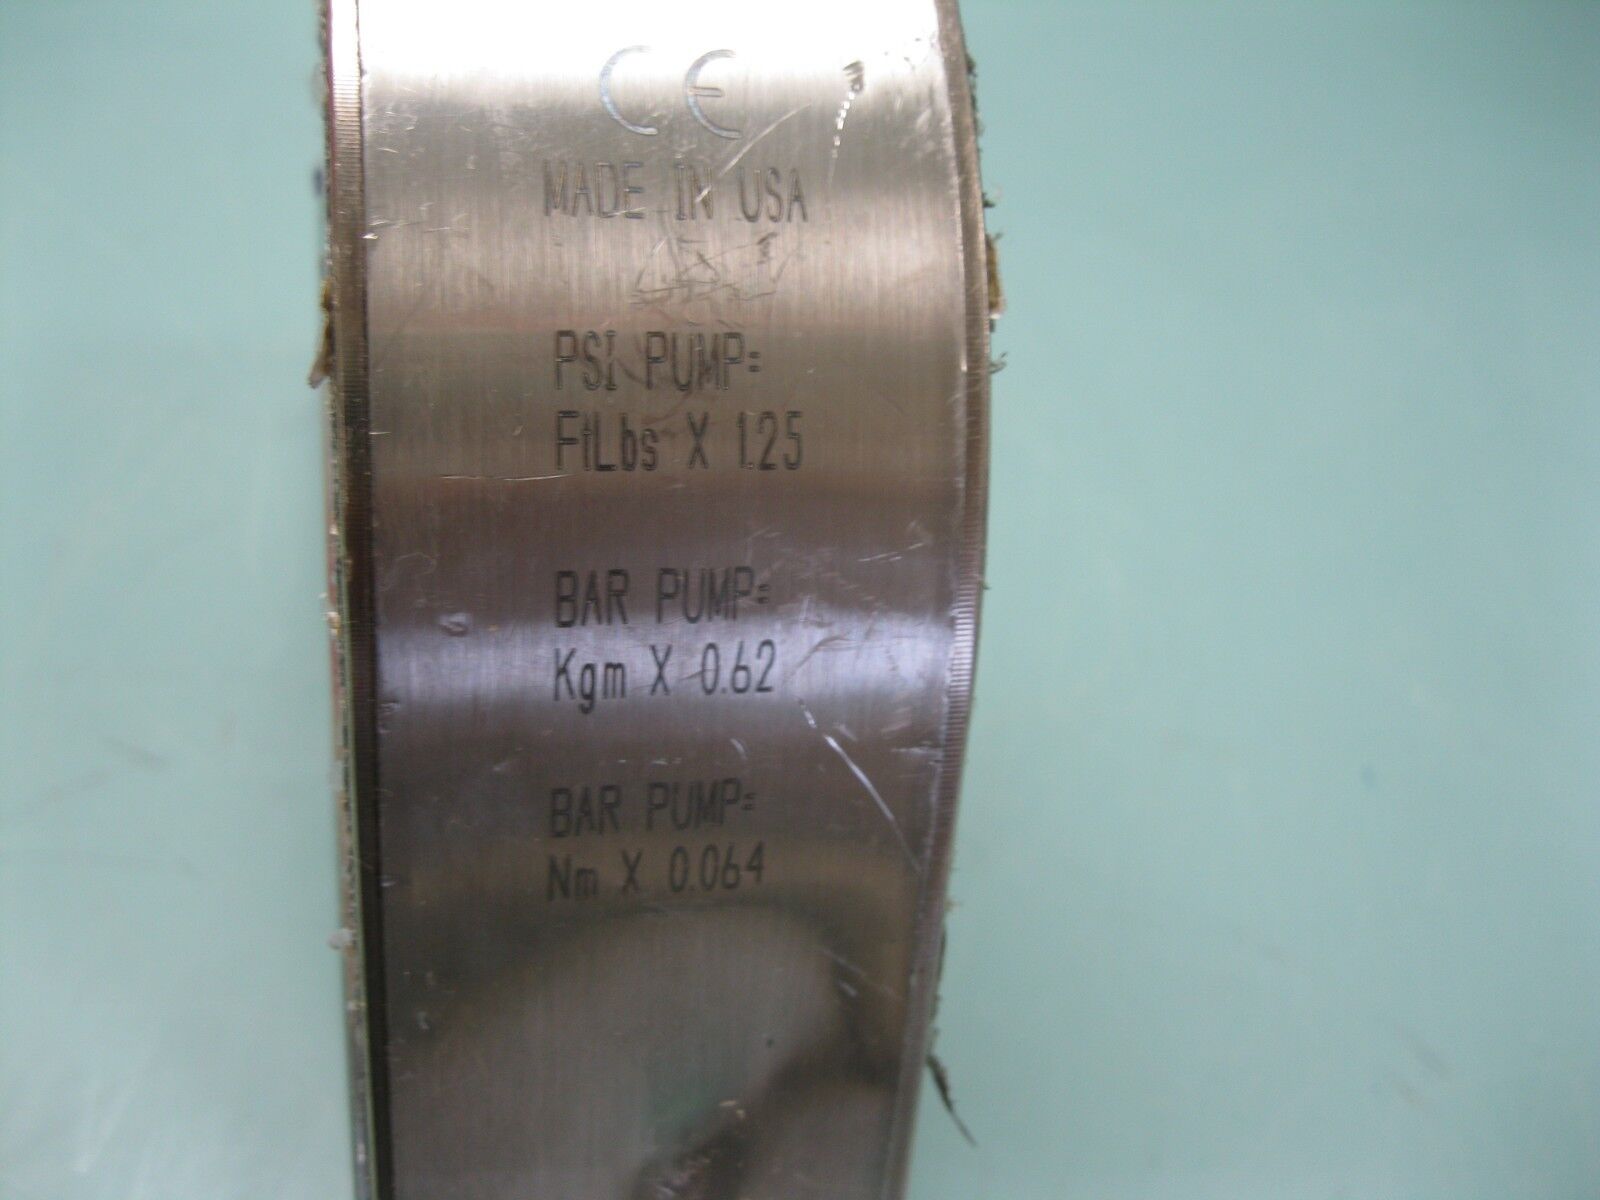 CE
MADE IN USA
PSI PUMP=
FtLbs X 1.25
BAR PUMP=
Kgm X 0.62
BAR PUMP=
Nm X 0.064